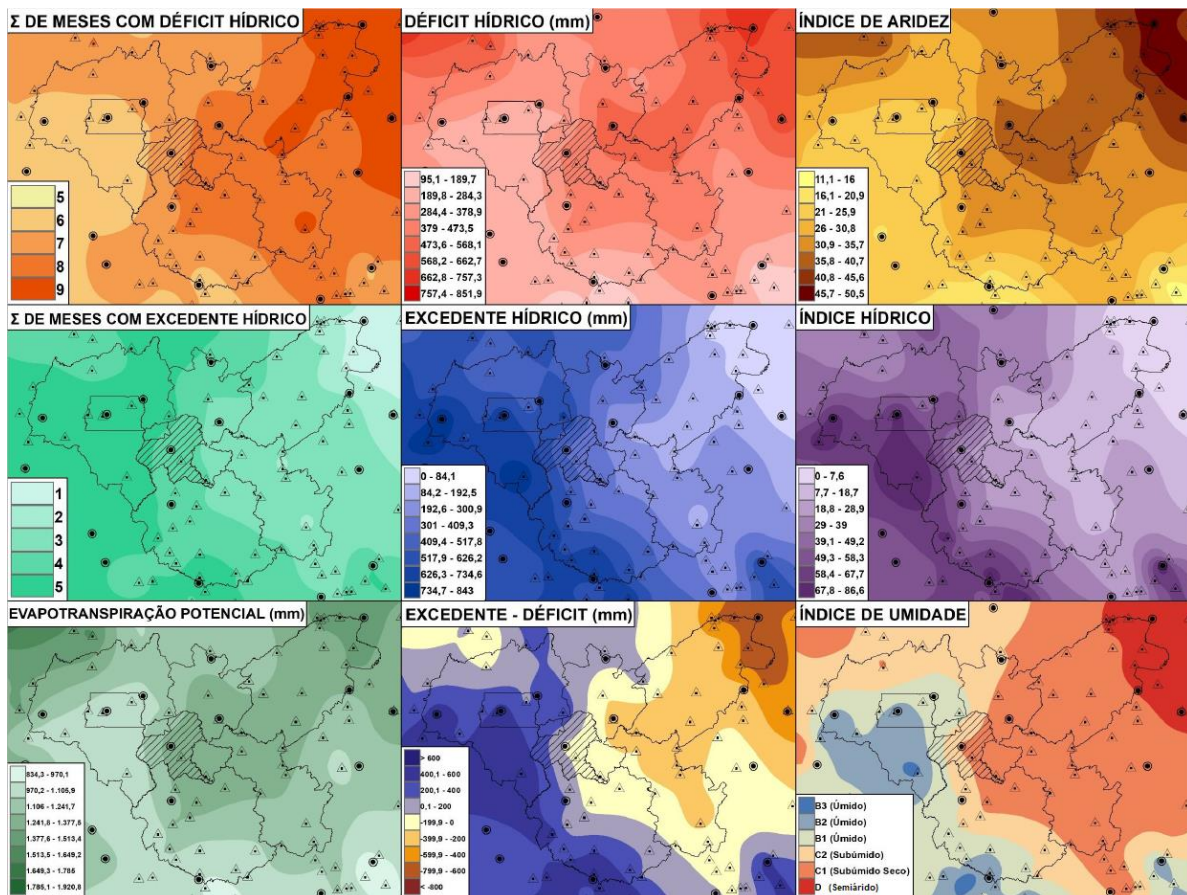 Σ DE MESES COM DÉFICIT HÍDRICO
5
6
7
8
9
DÉFICIT HÍDRICO (mm)
95,1 - 189,7
189,8 - 284,3
284,4 - 378,9
379 - 473,5
473,6 - 568,1
568,2 - 662,7
662,8 - 757,3
757,4 - 851,9
ÍNDICE DE ARIDEZ
11,1 - 16
16,1 - 20,9
21 - 25,9
26 - 30,8
30,9 - 35,7
35,8 - 40,7
40,8 - 45,6
45,7 - 50,5
Σ DE MESES COM EXCEDENTE HÍDRICO
1
2
3
4
5
EXCEDENTE HÍDRICO (mm)
0 - 84,1
84,2 - 192,5
192,6 - 300,9
301 - 409,3
409,4 - 517,8
517,9 - 626,2
626,3 - 734,6
734,7 - 843
ÍNDICE HÍDRICO
0 - 7,6
7,7 - 18,7
18,8 - 28,9
29 - 39
39,1 - 49,2
49,3 - 58,3
58,4 - 67,7
67,8 - 86,6
EVAPOTRANSPIRAÇÃO POTENCIAL (mm)
834,3 - 970,1
970,2 - 1.105,9
1.106 - 1.241,7
1.241,8 - 1.377,5
1.377,6 - 1.513,4
1.513,5 - 1.649,2
1.649,3 - 1.785
1.785,1 - 1.920,8
EXCEDENTE - DÉFICIT (mm)
> 600
400,1 - 600
200,1 - 400
0,1 - 200
-199,9 - 0
-399,9 - -200
-599,9 - -400
-799,9 - -600
< -800
ÍNDICE DE UMIDADE
B3 (Úmido)
B2 (Úmido)
B1 (Úmido)
C2 (Subúmido)
C1 (Subúmido Seco)
D (Semiárido)